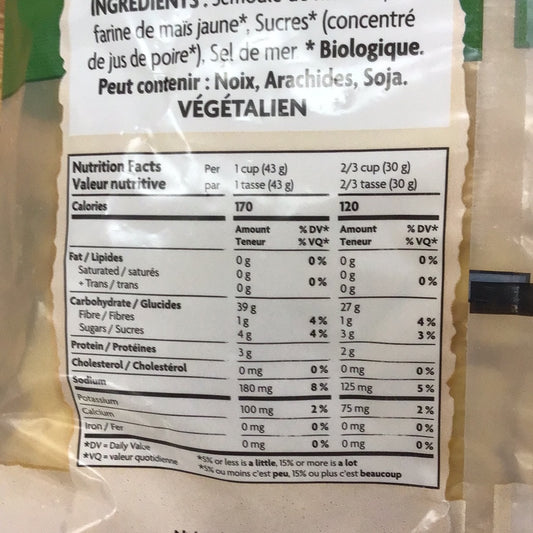 INGRÉDIENTS :
farine de maïs jaune*, Sucres* (concentré
de jus de poire*), Sel de mer * Biologique.
Peut contenir : Noix, Arachides, Soja.
VÉGÉTALIEN
Nutrition Facts Per 1 cup (43 g) 2/3 cup (30 g)
Valeur nutritive par 1 tasse (43 g) 2/3 tasse (30 g)
Calories 170 120
Amount % DV* Amount % DV*
Teneur % VQ* Teneur % VQ*
Fat / Lipides 0 g 0 % 0 g 0 %
Saturated / saturés 0 g 0 g
+ Trans / trans 0 g 0 % 0 g 0 %
Carbohydrate / Glucides 39 g 27 g
Fibre / Fibres 1 g 4 % 1 g 4 %
Sugars / Sucres 4 g 4 % 3 g 3 %
Protein / Protéines 3 g 2 g
Cholesterol / Cholestérol 0 mg 0 % 0 mg 0 %
Sodium 180 mg 8 % 125 mg 5 %
Potassium 100 mg 2 % 75 mg 2 %
Calcium 0 mg 0 % 0 mg 0 %
Iron / Fer 0 mg 0 % 0 mg 0 %
*DV = Daily Value *5% or less is a little, 15% or more is a lot
*VQ = valeur quotidienne *5% ou moins c'est peu, 15% ou plus c'est beaucoup